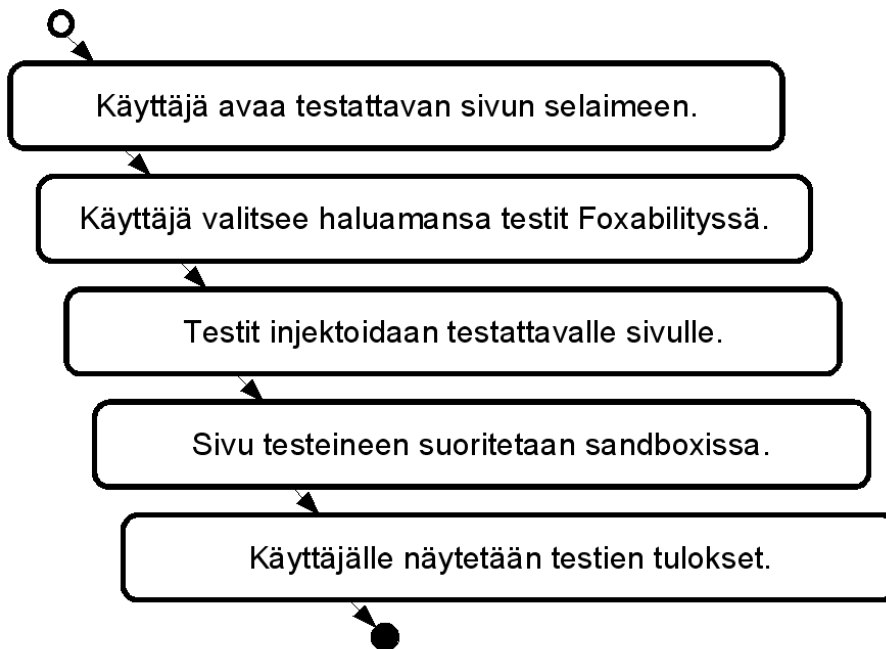 Käyttäjä avaa testattavan sivun selaimeen.
Käyttäjä valitsee haluamansa testit Foxabilityssä.
Testit injektoidaan testattavalle sivulle.
Sivu testeineen suoritetaan sandboxissa.
Käyttäjälle näytetään testien tulokset.